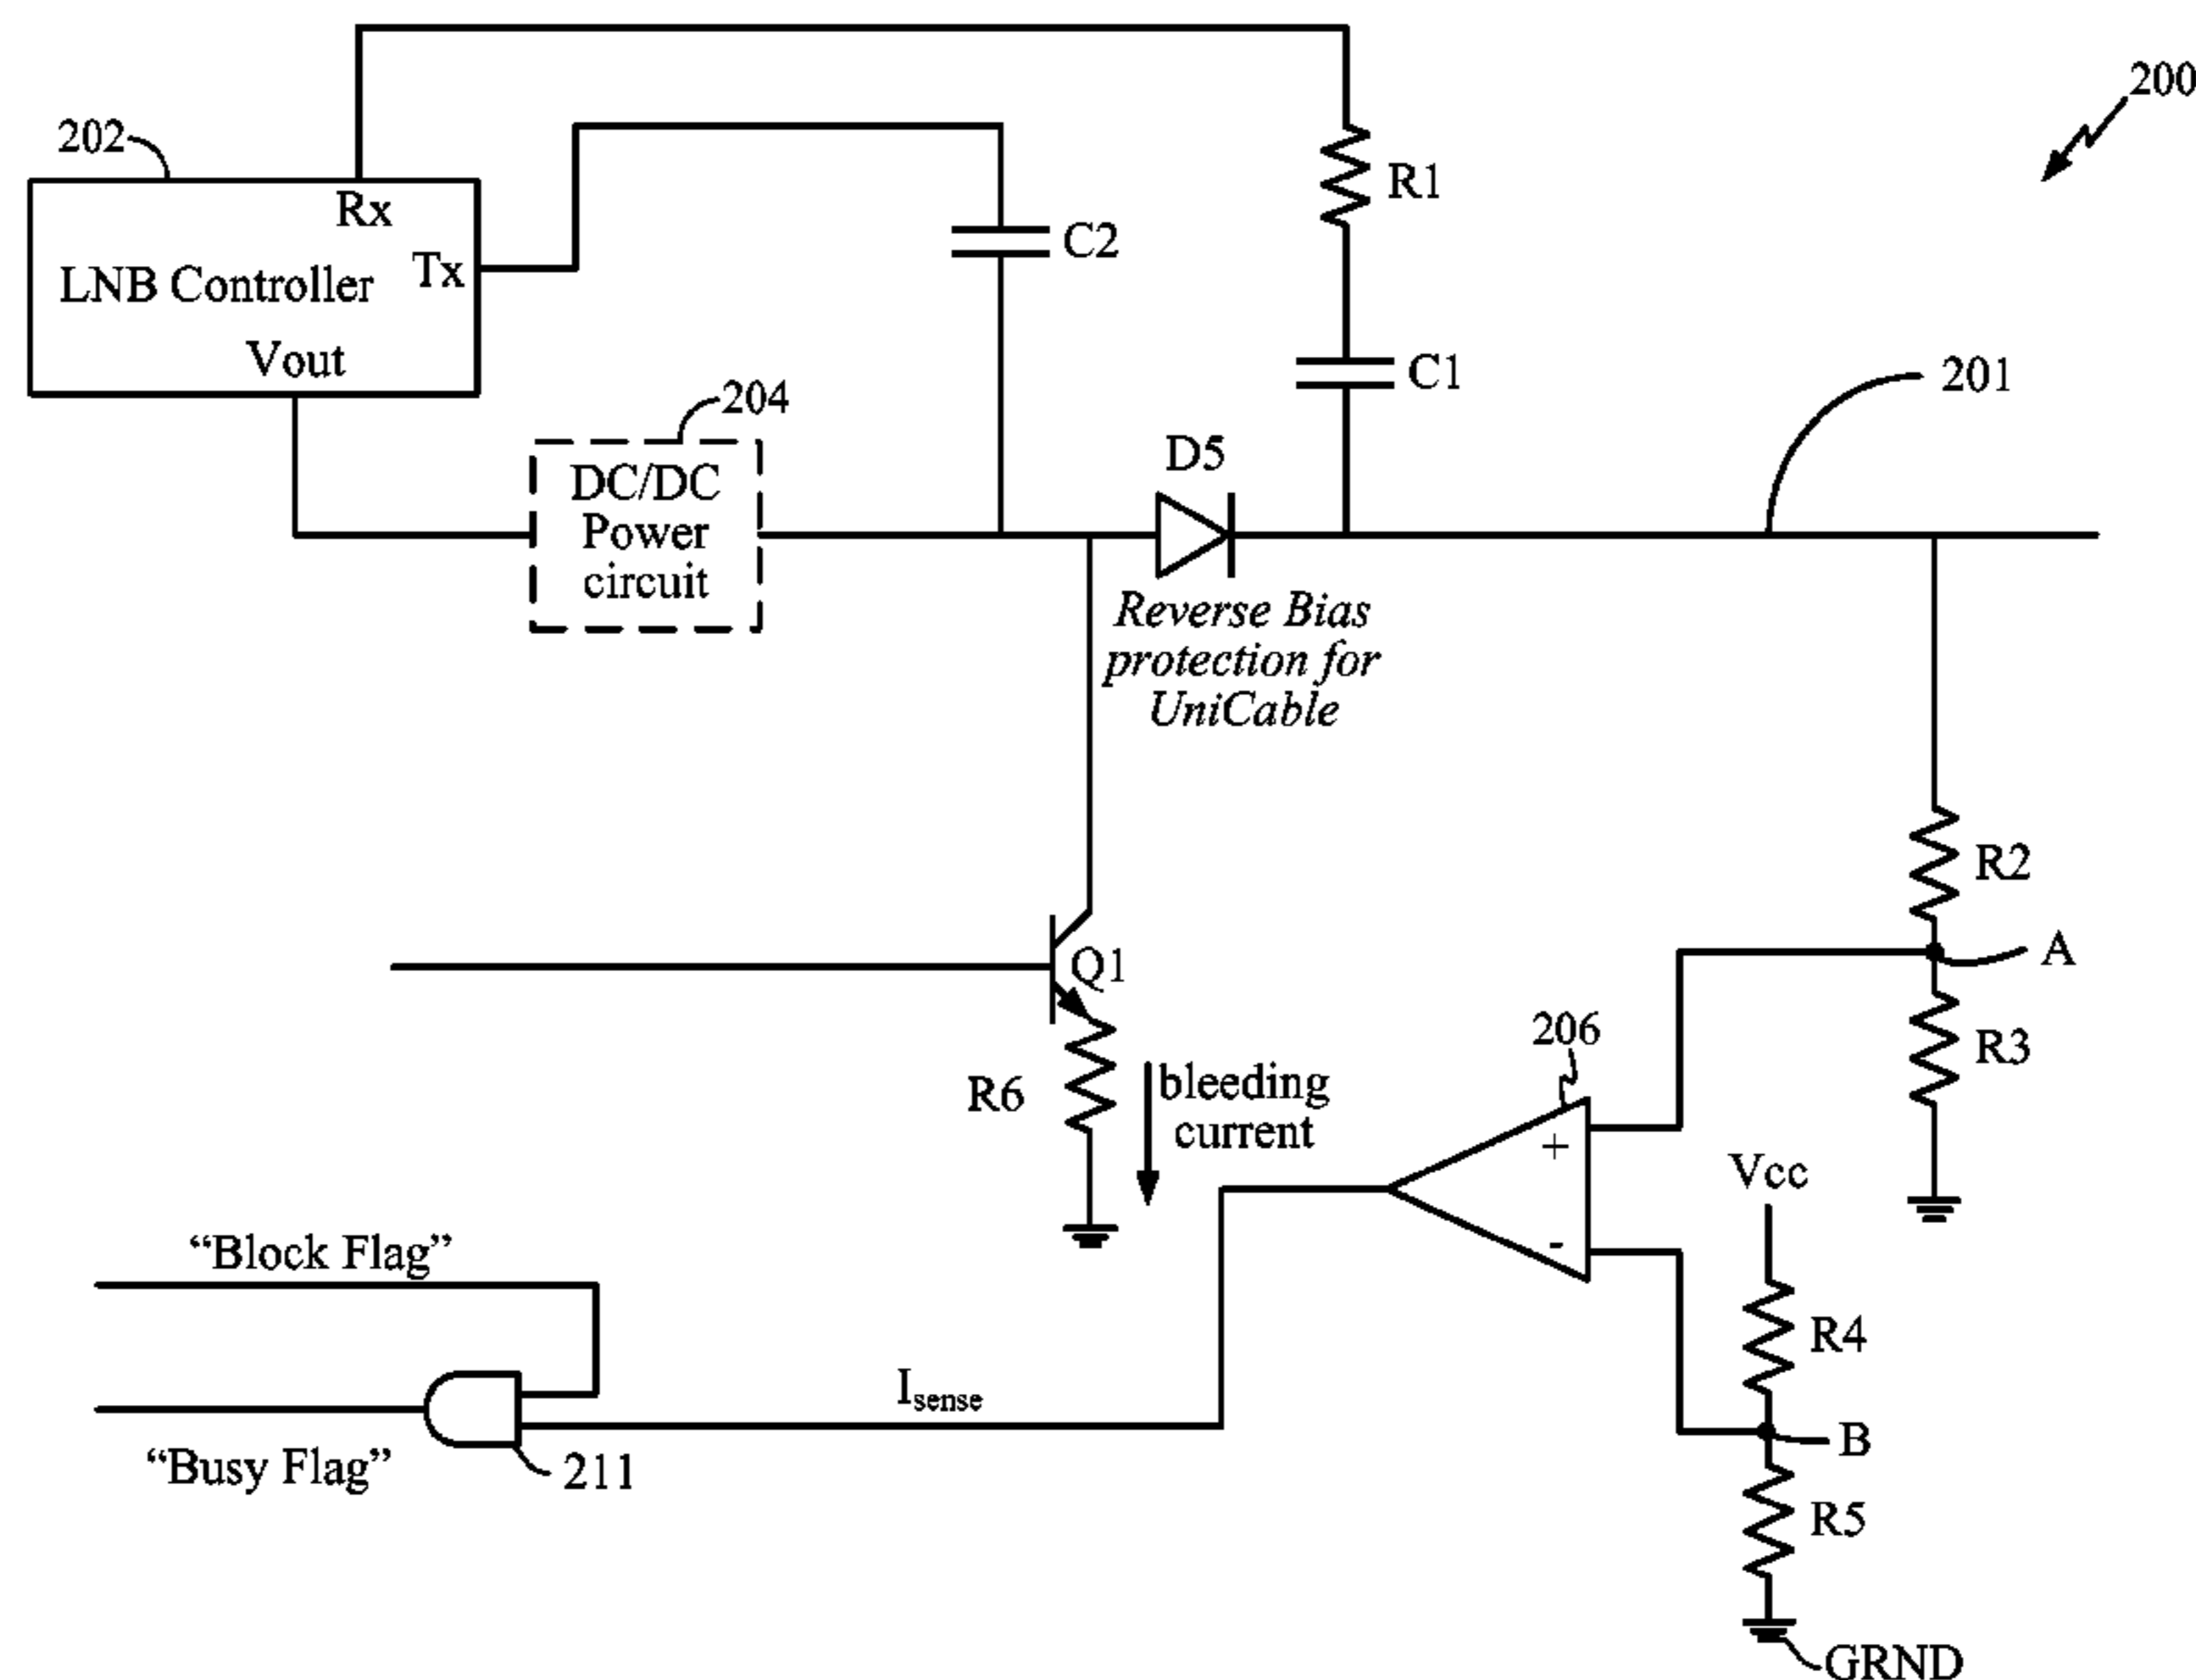 200
202
Rx
R1
Tx
C2
LNB Controller
Vout
C1
201
204
D5
DC/DC
Power
circuit
Reverse Bias
protection for
UniCable
R2
A
Q1
206
R3
R6
bleeding
current
+
-
Vcc
“Block Flag”
R4
Isense
B
“Busy Flag”
211
R5
GRND